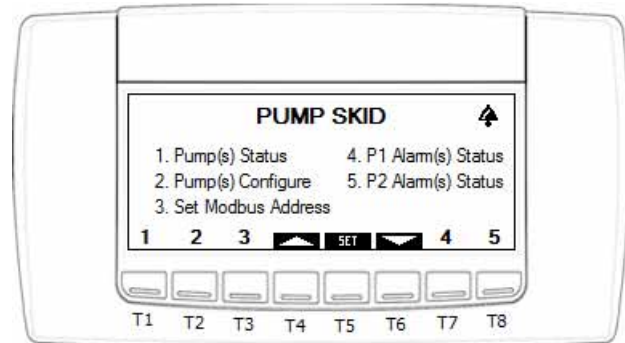 PUMP SKID
1. Pump(s) Status 4. P1 Alarm(s) Status
2. Pump(s) Configure 5. P2 Alarm(s) Status
3. Set Modbus Address
1 2 3 SET 4 5
T1 T2 T3 T4 T5 T6 T7 T8